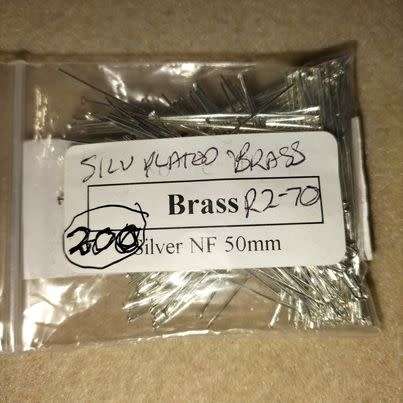 SILV PLATED BRASS
Brass R2-70
200 Silver NF 50mm